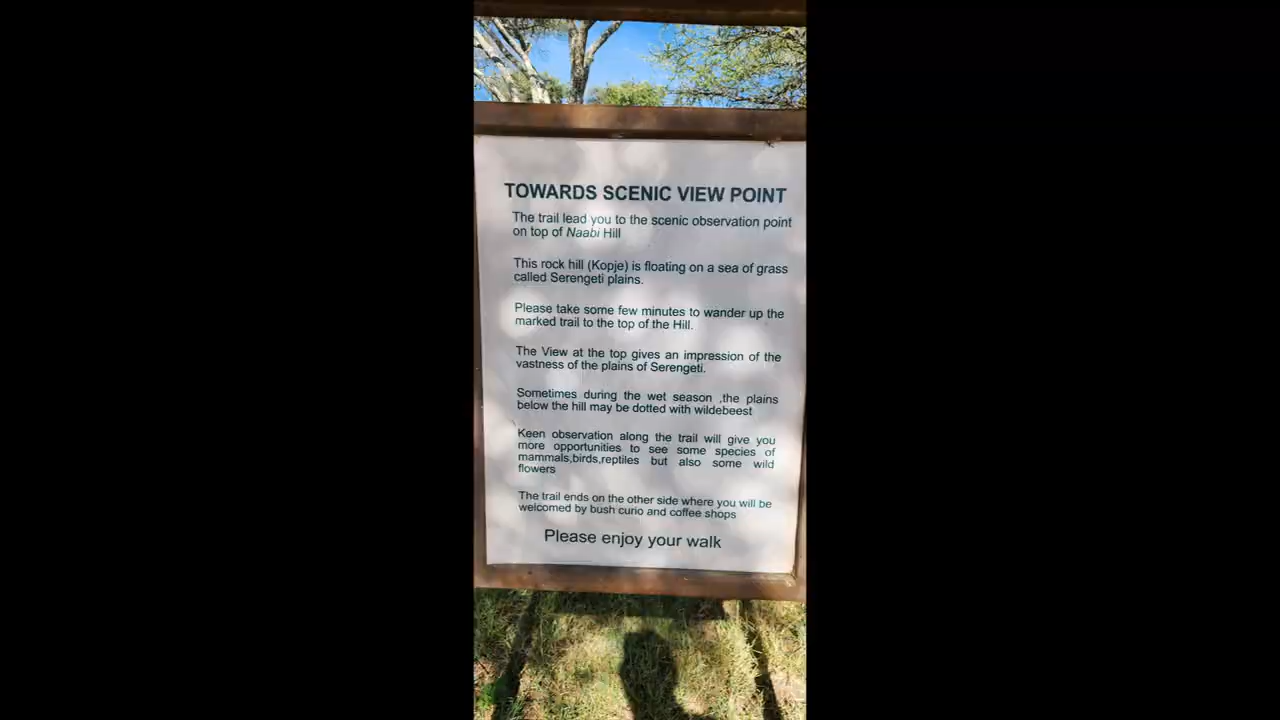 TOWARDS SCENIC VIEW POINT
The trail lead you to the scenic observation point
on top of Naabi Hill
This rock hill (Kopje) is floating on a sea of grass
called Serengeti plains.
Please take some few minutes to wander up the
marked trail to the top of the Hill.
The View at the top gives an impression of the
vastness of the plains of Serengeti.
Sometimes during the wet season ,the plains
below the hill may be dotted with wildebeest
Keen observation along the trail will give you
more opportunities to see some species of
mammals,birds,reptiles but also some wild
flowers
The trail ends on the other side where you will be
welcomed by bush curio and coffee shops
Please enjoy your walk